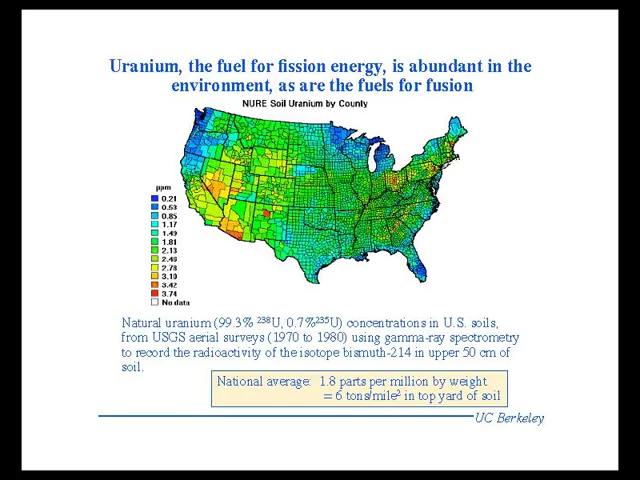 Uranium, the fuel for fission energy, is abundant in the
environment, as are the fuels for fusion
NURE Soil Uranium by County
ppm
0.21
0.53
0.85
1.17
1.49
1.81
2.13
2.46
2.78
3.10
3.42
3.74
No data
Natural uranium (99.3% ²³⁸U, 0.7%²³⁵U) concentrations in U.S. soils,
from USGS aerial surveys (1970 to 1980) using gamma-ray spectrometry
to record the radioactivity of the isotope bismuth-214 in upper 50 cm of
soil.
National average: 1.8 parts per million by weight
= 6 tons/mile² in top yard of soil
UC Berkeley